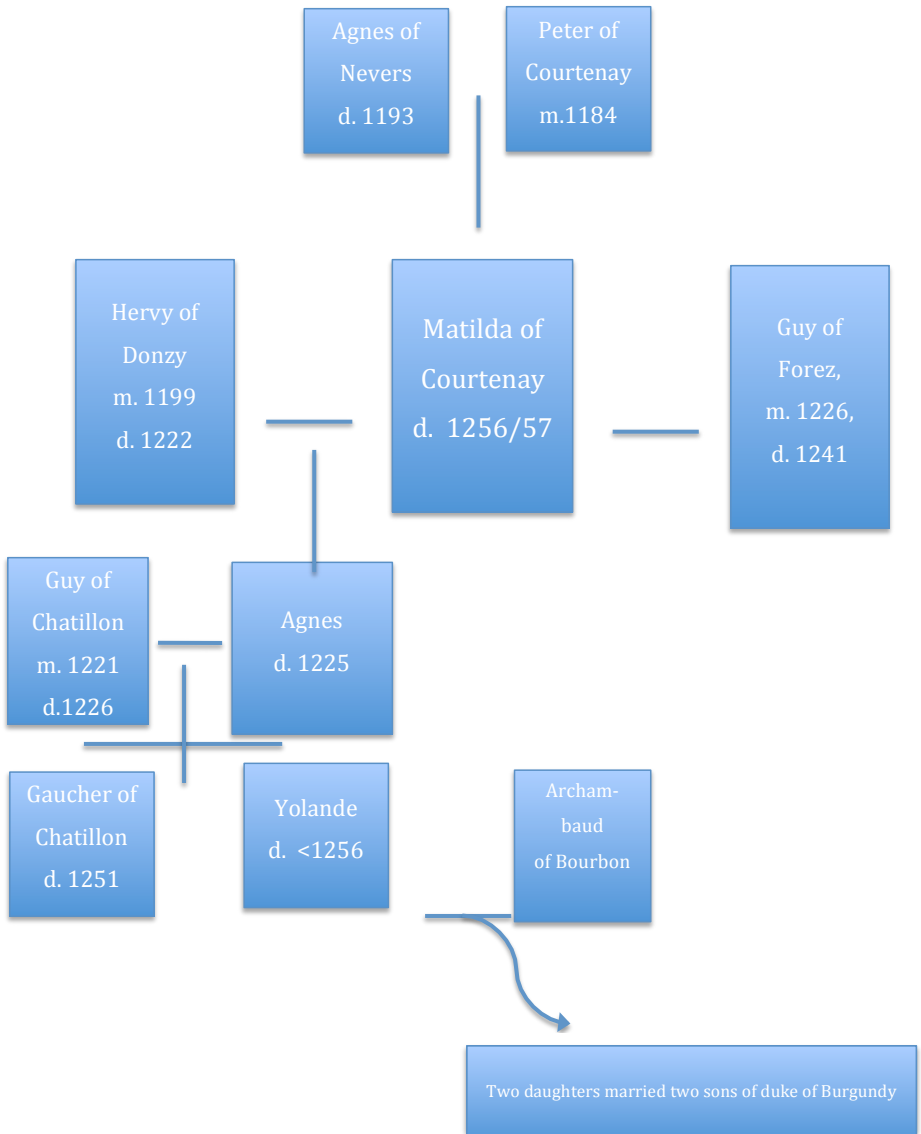 Agnes of
Nevers
d. 1193
Peter of
Courtenay
m.1184
Hervy of
Donzy
m. 1199
d. 1222
Matilda of
Courtenay
d. 1256/57
Guy of
Forez,
m. 1226,
d. 1241
Guy of
Chatillon
m. 1221
d.1226
Agnes
d. 1225
Gaucher of
Chatillon
d. 1251
Yolande
d. <1256
Archam-
baud
of Bourbon
Two daughters married two sons of duke of Burgundy